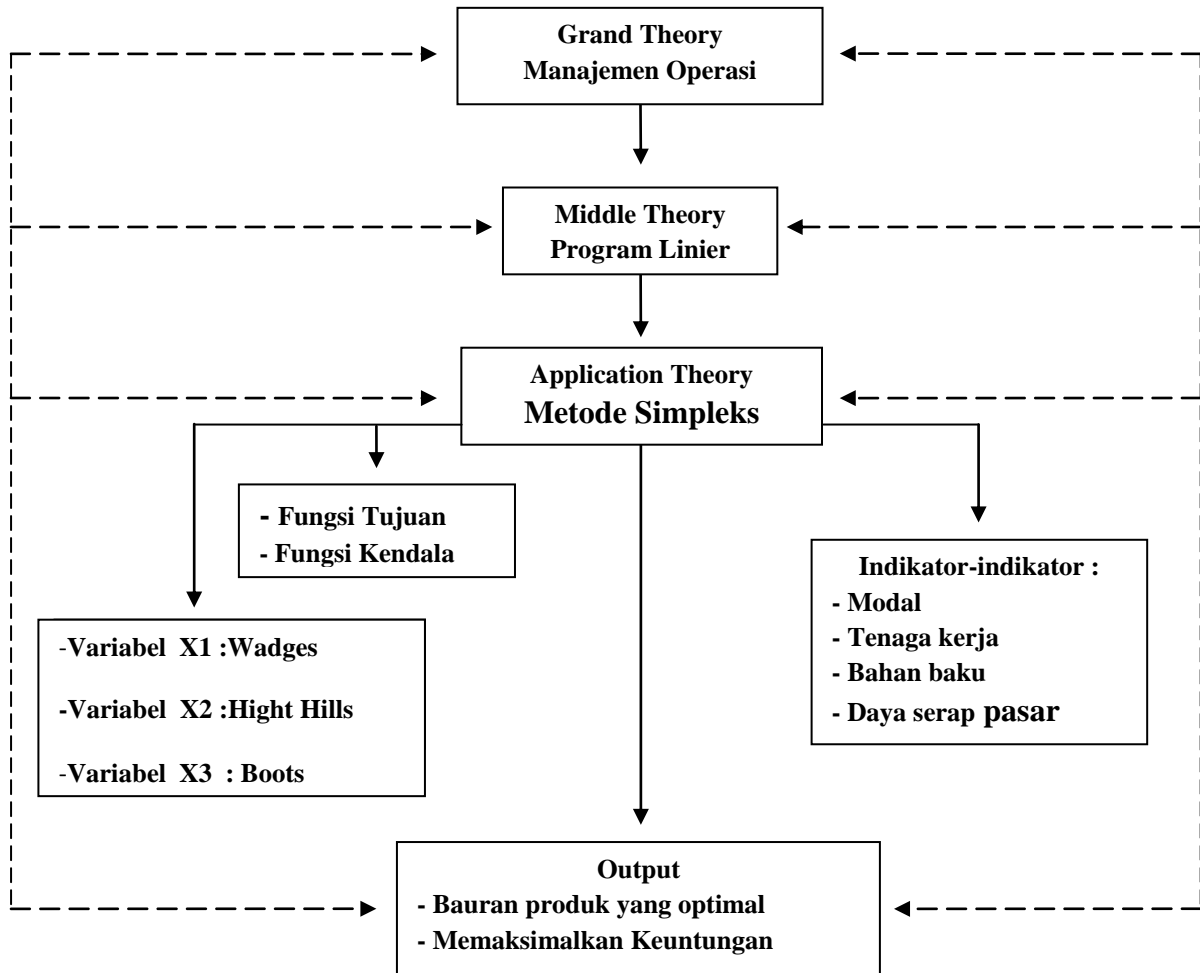 Grand Theory
Manajemen Operasi
Middle Theory
Program Linier
Application Theory
Metode Simpleks
- Fungsi Tujuan
- Fungsi Kendala
-Variabel X1 :Wadges
-Variabel X2 :Hight Hills
-Variabel X3 : Boots
Indikator-indikator :
- Modal
- Tenaga kerja
- Bahan baku
- Daya serap pasar
Output
- Bauran produk yang optimal
- Memaksimalkan Keuntungan